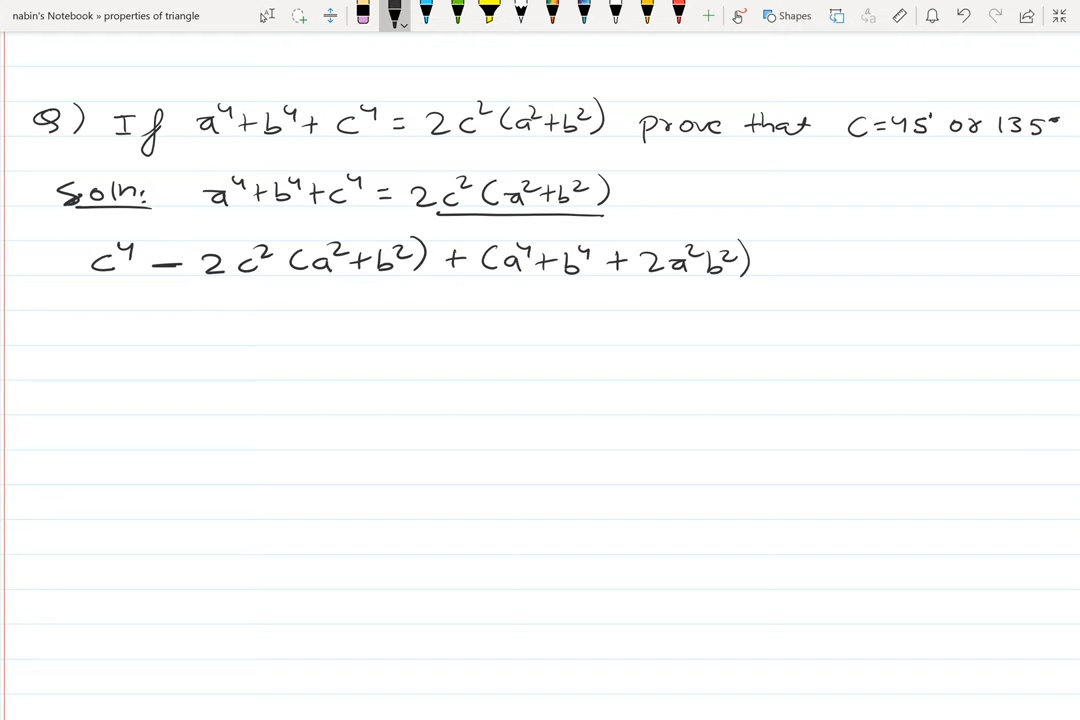 nabin's Notebook » properties of triangle
Shapes
Q) If a⁴+b⁴+c⁴ = 2c²(a²+b²) prove that C=45° or 135°
Soln: a⁴+b⁴+c⁴ = 2c²(a²+b²)
c⁴ – 2c²(a²+b²) + (a⁴+b⁴+2a²b²)